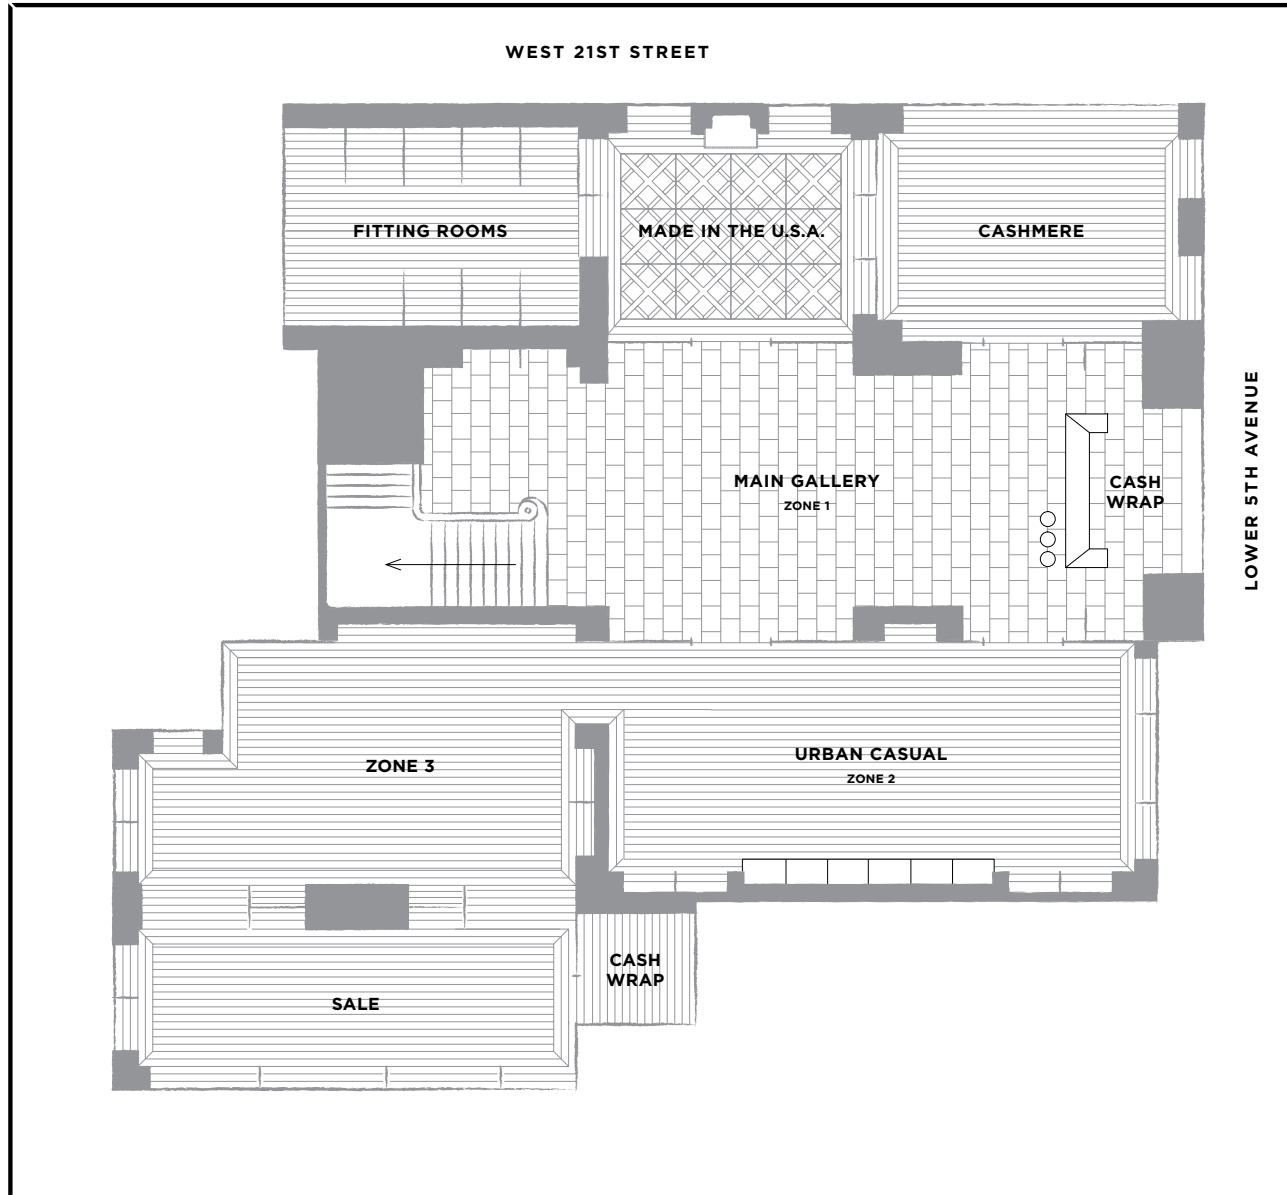 WEST 21ST STREET
FITTING ROOMS
MADE IN THE U.S.A.
CASHMERE
LOWER 5TH AVENUE
MAIN GALLERY
ZONE 1
CASH
WRAP
URBAN CASUAL
ZONE 2
ZONE 3
CASH
WRAP
SALE